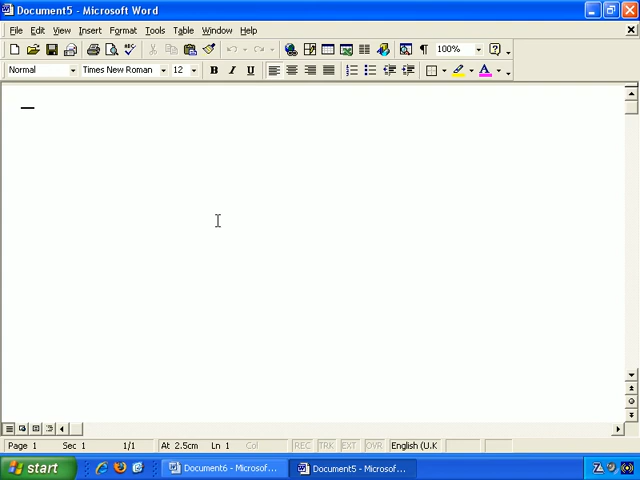 Document5 - Microsoft Word
File Edit View Insert Format Tools Table Window Help
100%
Normal Times New Roman 12 B I U A
Page 1 Sec 1 1/1 At 2.5cm Ln 1 Col REC TRK EXT OVR English (U.K
start Document6 - Microsof... Document5 - Microsof...